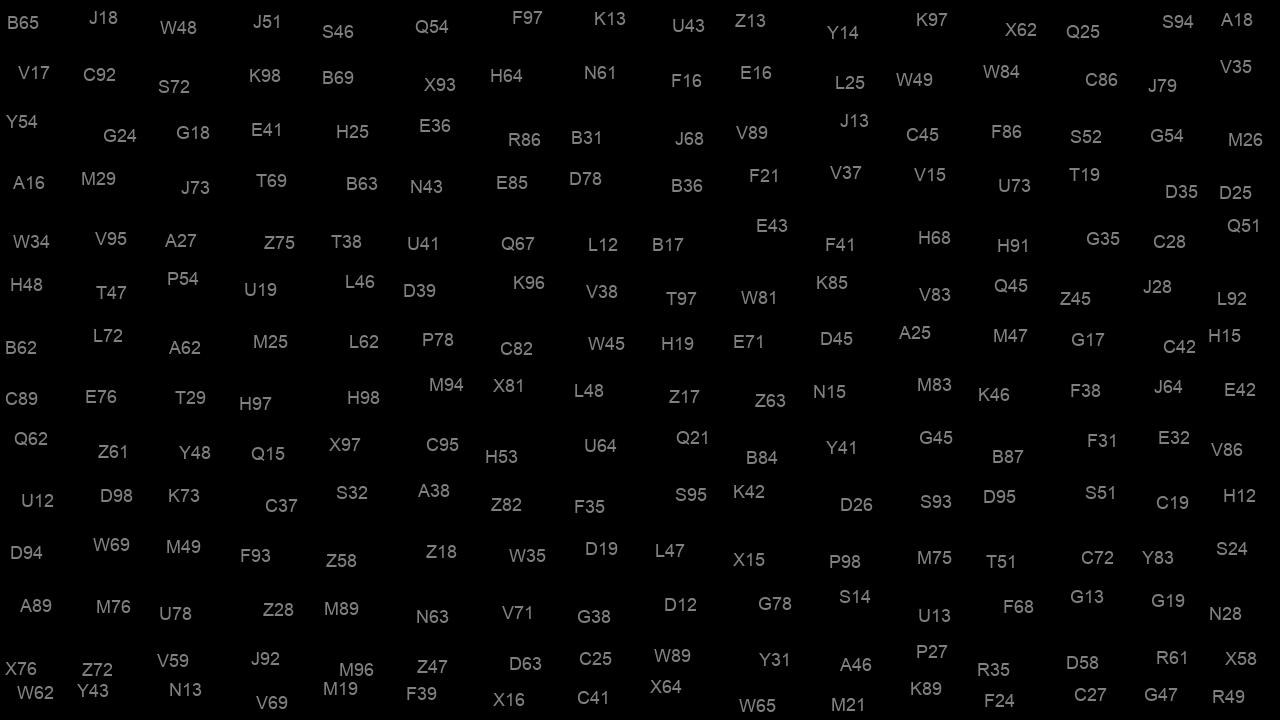 B65 J18 W48 J51 S46 Q54 F97 K13 U43 Z13 Y14 K97 X62 Q25 S94 A18
V17 C92 S72 K98 B69 X93 H64 N61 F16 E16 L25 W49 W84 C86 J79 V35
Y54 G24 G18 E41 H25 E36 R86 B31 J68 V89 J13 C45 F86 S52 G54 M26
A16 M29 J73 T69 B63 N43 E85 D78 B36 F21 V37 V15 U73 T19 D35 D25
W34 V95 A27 Z75 T38 U41 Q67 L12 B17 E43 F41 H68 H91 G35 C28 Q51
H48 T47 P54 U19 L46 D39 K96 V38 T97 W81 K85 V83 Q45 Z45 J28 L92
B62 L72 A62 M25 L62 P78 C82 W45 H19 E71 D45 A25 M47 G17 C42 H15
C89 E76 T29 H97 H98 M94 X81 L48 Z17 Z63 N15 M83 K46 F38 J64 E42
Q62 Z61 Y48 Q15 X97 C95 H53 U64 Q21 B84 Y41 G45 B87 F31 E32 V86
U12 D98 K73 C37 S32 A38 Z82 F35 S95 K42 D26 S93 D95 S51 C19 H12
D94 W69 M49 F93 Z58 Z18 W35 D19 L47 X15 P98 M75 T51 C72 Y83 S24
A89 M76 U78 Z28 M89 N63 V71 G38 D12 G78 S14 U13 F68 G13 G19 N28
X76 Z72 V59 J92 M96 Z47 D63 C25 W89 Y31 A46 P27 R35 D58 R61 X58
W62 Y43 N13 V69 M19 F39 X16 C41 X64 W65 M21 K89 F24 C27 G47 R49